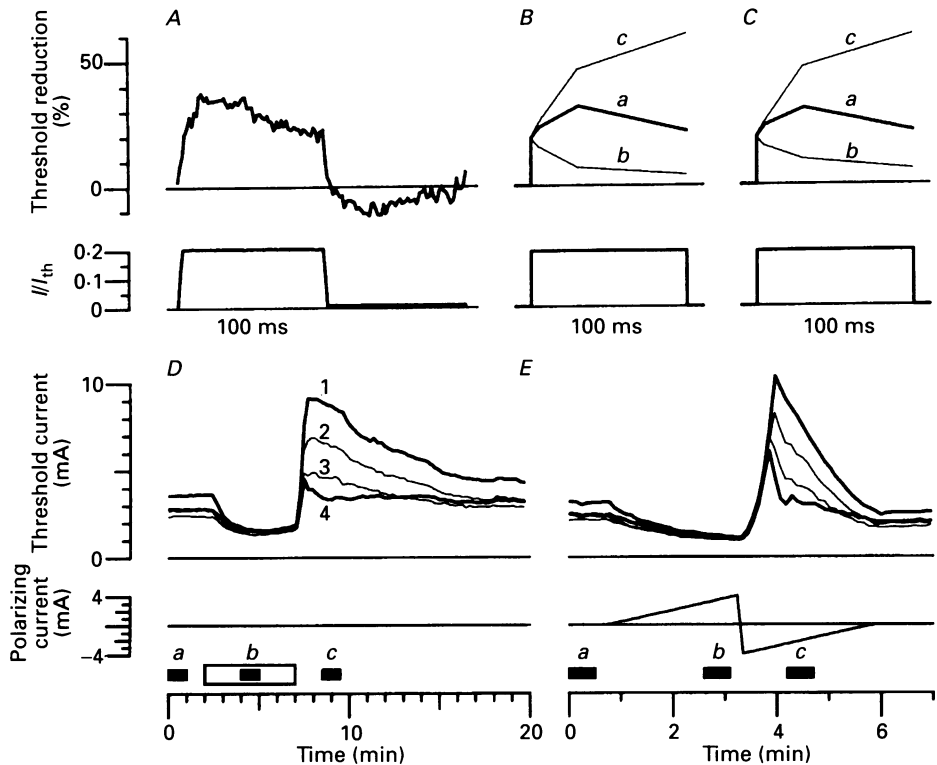 A
B
C
Threshold reduction
(%)
50
0
c
a
b
c
a
b
I/Ith
0·2
0·1
0
100 ms
100 ms
100 ms
D
E
Threshold current
(mA)
10
0
1
2
3
4
Polarizing
current
(mA)
4
−4
a
b
c
a
b
c
0
10
20
0
2
4
6
Time (min)
Time (min)